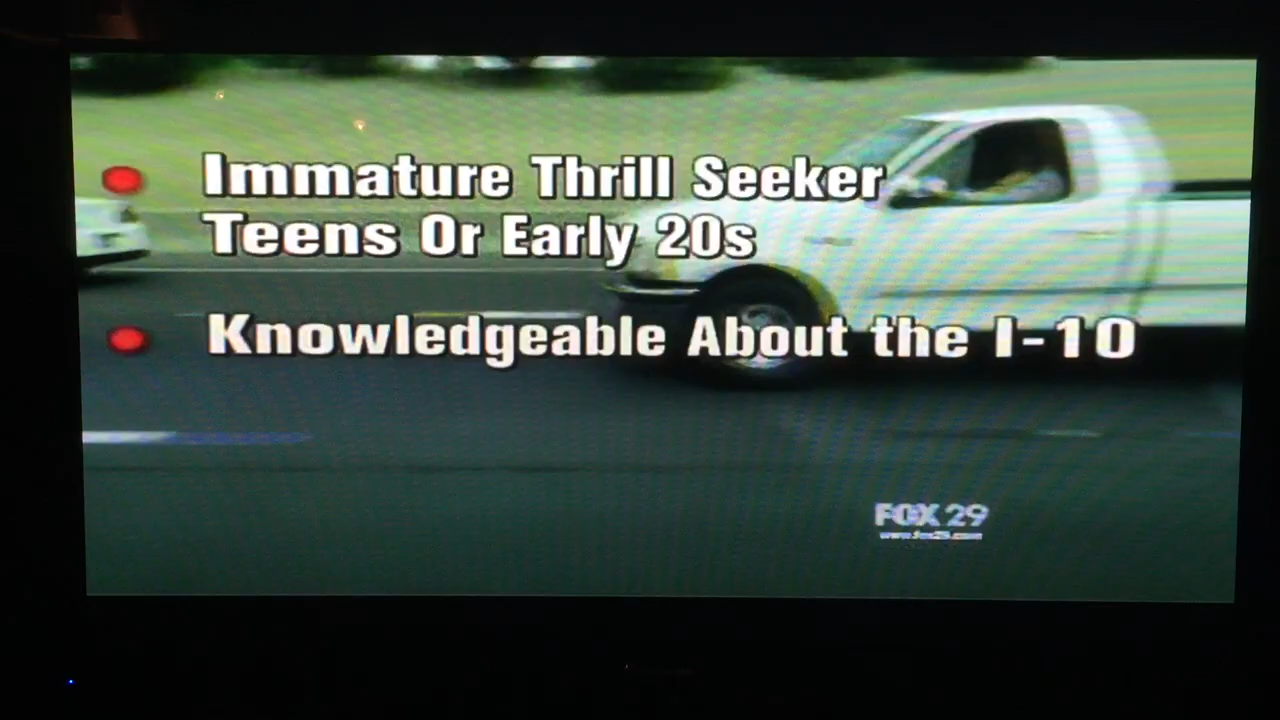 Immature Thrill Seeker
Teens Or Early 20s
Knowledgeable About the I-10
FOX 29